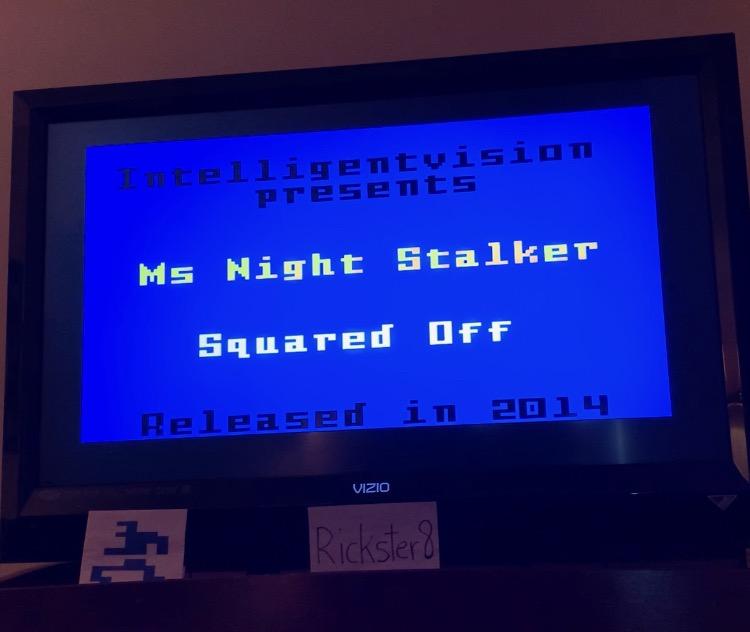 Intelligentvision
presents
Ms Night Stalker
Squared Off
Released in 2014
VIZIO
Rickster8